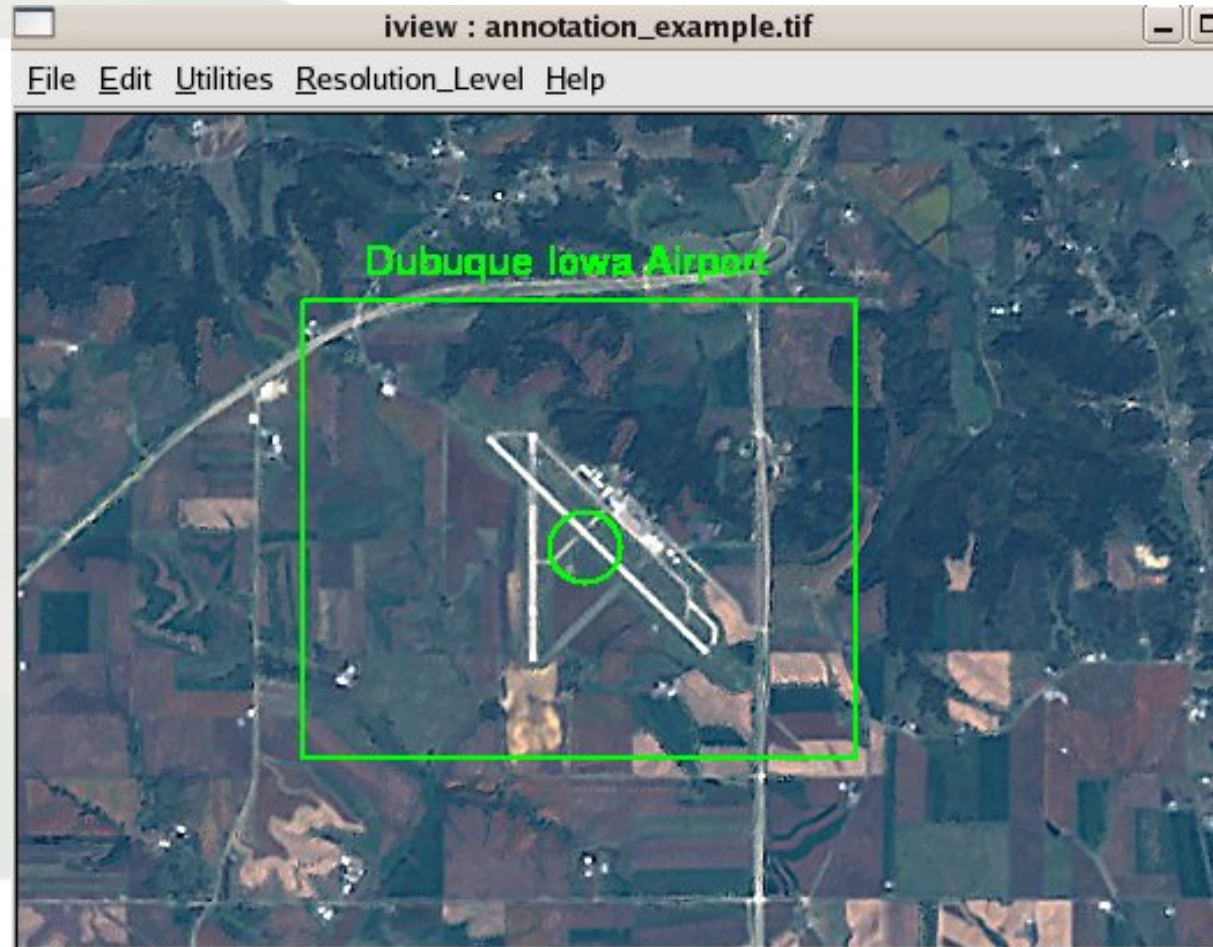 iview : annotation_example.tif
File Edit Utilities Resolution_Level Help
Dubuque Iowa Airport